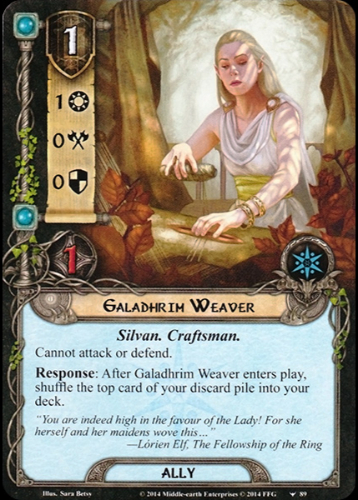 1
1
0
0
1
GALADHRIM WEAVER
Silvan. Craftsman.
Cannot attack or defend.
Response: After Galadhrim Weaver enters play,
shuffle the top card of your discard pile into your
deck.
"You are indeed high in the favour of the Lady! For she
herself and her maidens wove this…"
—Lórien Elf, The Fellowship of the Ring
ALLY
Illus. Sara Betsy © 2014 Middle-earth Enterprises © 2014 FFG 89